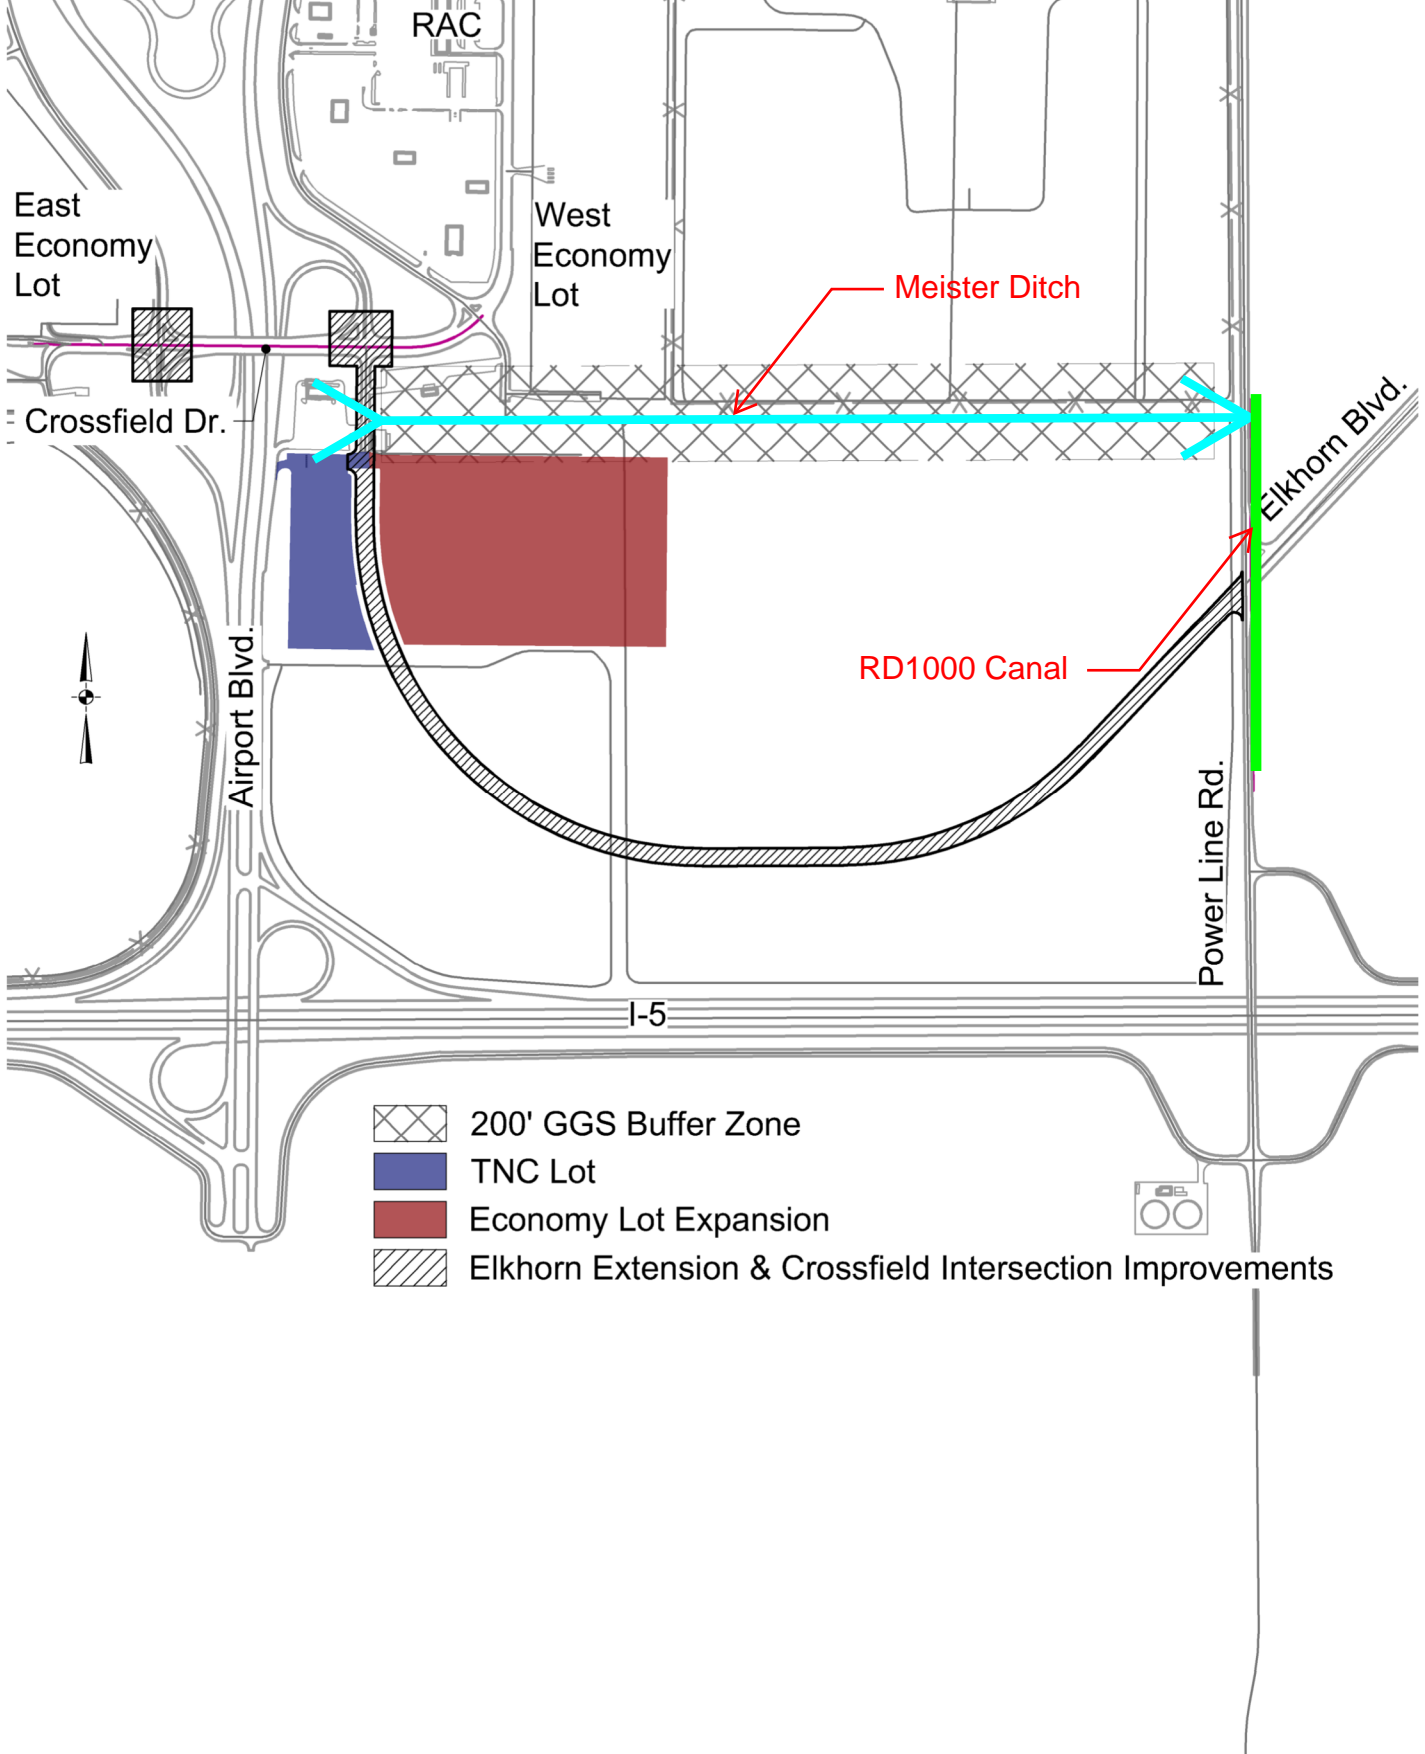 RAC
East
Economy
Lot
West
Economy
Lot
Meister Ditch
Crossfield Dr.
Elkhorn Blvd.
RD1000 Canal
Airport Blvd.
Power Line Rd.
I-5
200' GGS Buffer Zone
TNC Lot
Economy Lot Expansion
Elkhorn Extension & Crossfield Intersection Improvements